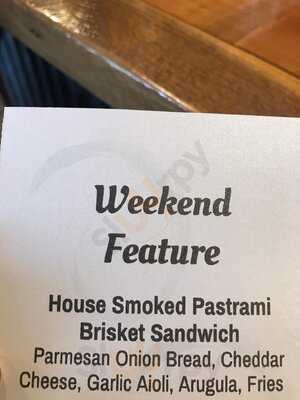 Weekend
Feature
House Smoked Pastrami
Brisket Sandwich
Parmesan Onion Bread, Cheddar
Cheese, Garlic Aioli, Arugula, Fries